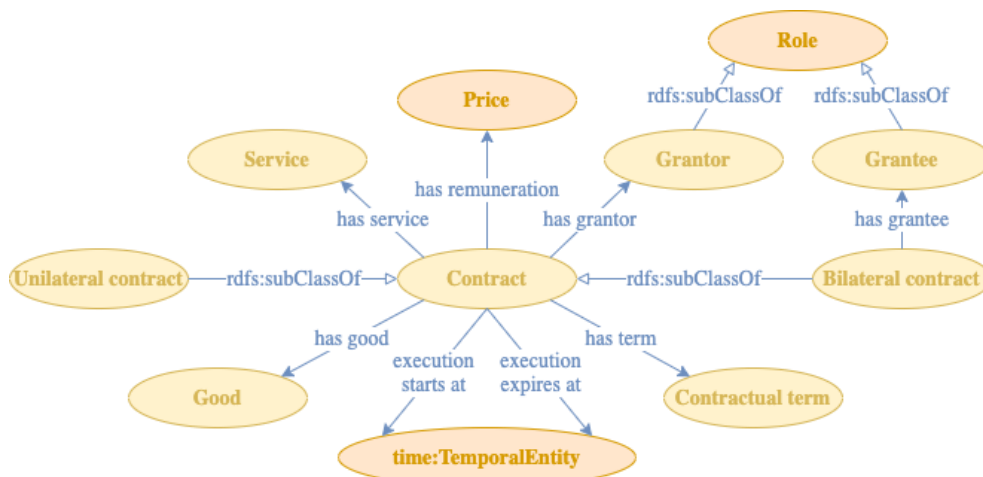 Role
rdfs:subClassOf
rdfs:subClassOf
Price
Service
Grantor
Grantee
has remuneration
has service
has grantor
has grantee
Unilateral contract
rdfs:subClassOf
Contract
rdfs:subClassOf
Bilateral contract
has good
execution
starts at
execution
expires at
has term
Good
Contractual term
time:TemporalEntity